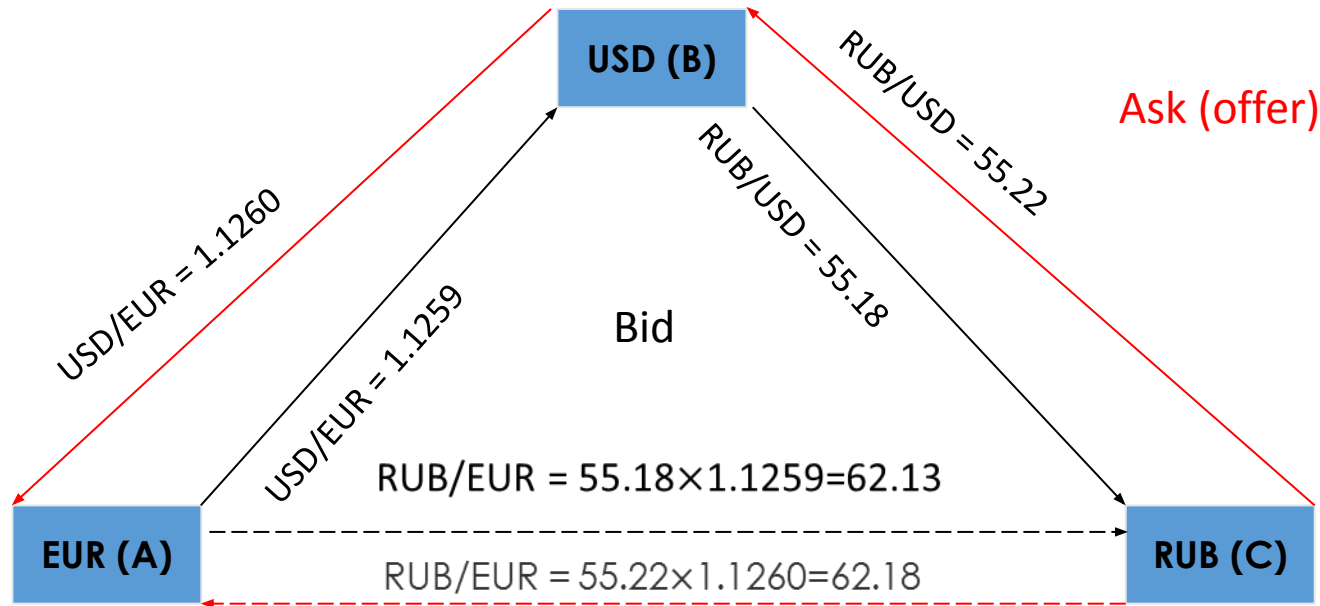 USD (B)
Ask (offer)
RUB/USD = 55.22
RUB/USD = 55.18
USD/EUR = 1.1260
USD/EUR = 1.1259
Bid
RUB/EUR = 55.18×1.1259=62.13
EUR (A)
RUB (C)
RUB/EUR = 55.22×1.1260=62.18